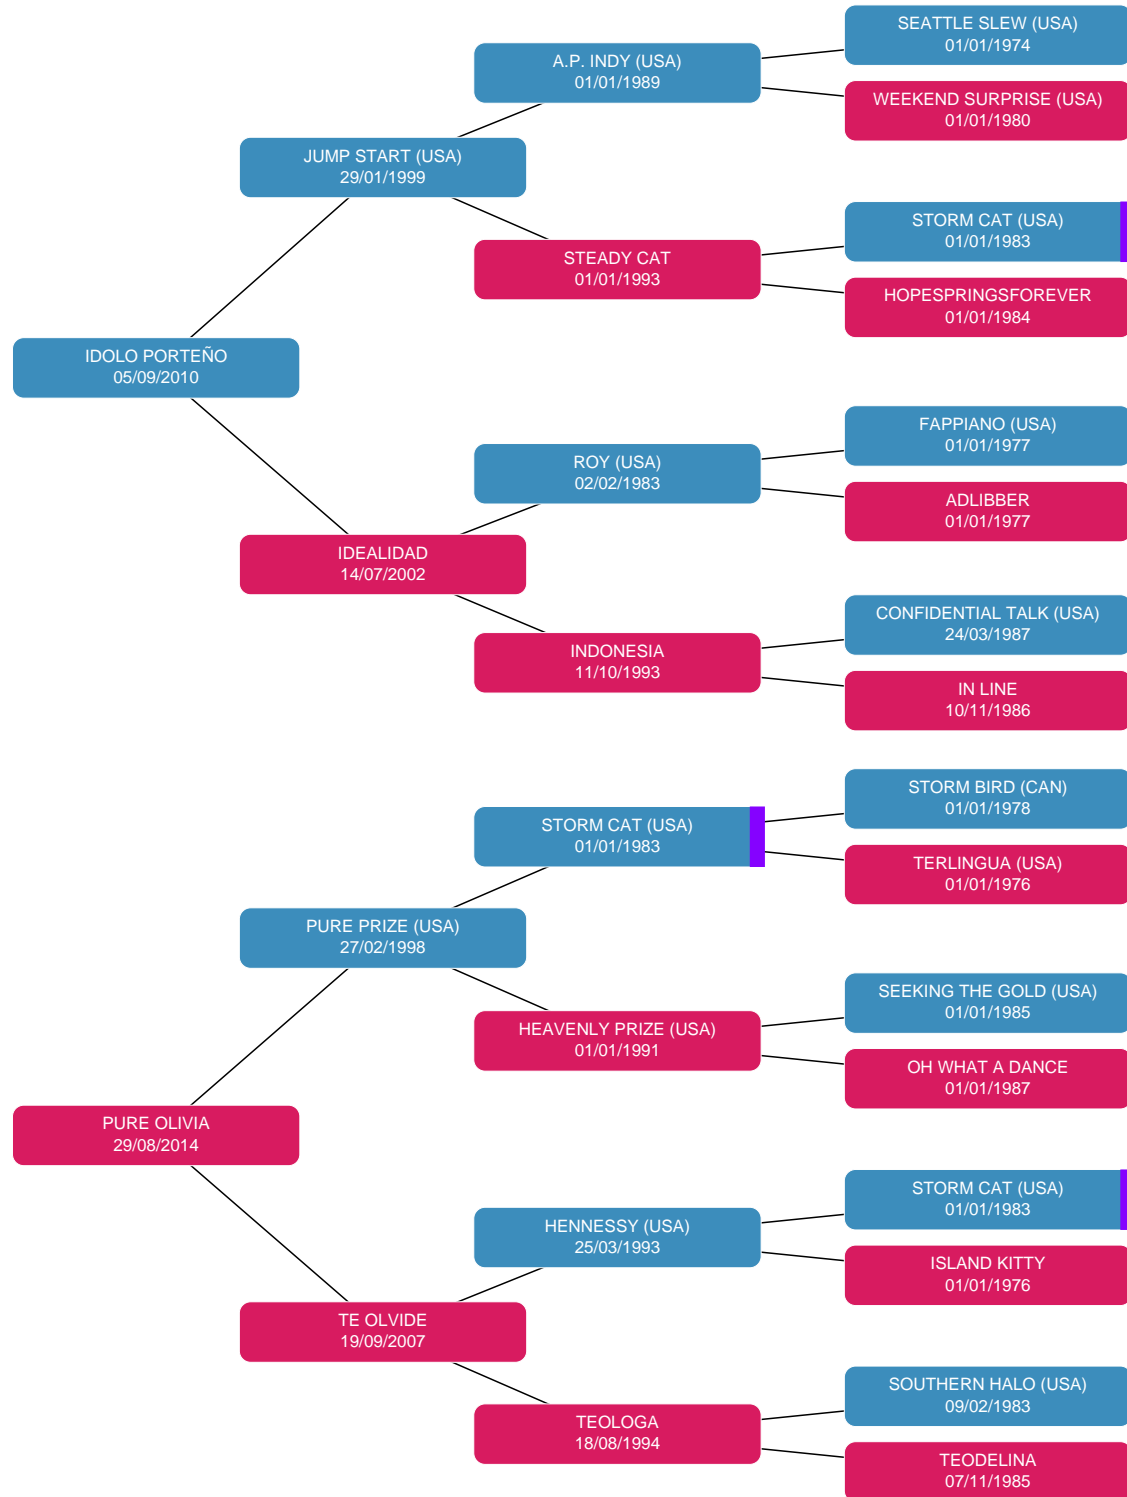 SEATTLE SLEW (USA)
01/01/1974
A.P. INDY (USA)
01/01/1989
WEEKEND SURPRISE (USA)
01/01/1980
JUMP START (USA)
29/01/1999
STORM CAT (USA)
01/01/1983
STEADY CAT
01/01/1993
HOPESPRINGSFOREVER
01/01/1984
IDOLO PORTEÑO
05/09/2010
FAPPIANO (USA)
01/01/1977
ROY (USA)
02/02/1983
ADLIBBER
01/01/1977
IDEALIDAD
14/07/2002
CONFIDENTIAL TALK (USA)
24/03/1987
INDONESIA
11/10/1993
IN LINE
10/11/1986
STORM BIRD (CAN)
01/01/1978
STORM CAT (USA)
01/01/1983
TERLINGUA (USA)
01/01/1976
PURE PRIZE (USA)
27/02/1998
SEEKING THE GOLD (USA)
01/01/1985
HEAVENLY PRIZE (USA)
01/01/1991
OH WHAT A DANCE
01/01/1987
PURE OLIVIA
29/08/2014
STORM CAT (USA)
01/01/1983
HENNESSY (USA)
25/03/1993
ISLAND KITTY
01/01/1976
TE OLVIDE
19/09/2007
SOUTHERN HALO (USA)
09/02/1983
TEOLOGA
18/08/1994
TEODELINA
07/11/1985